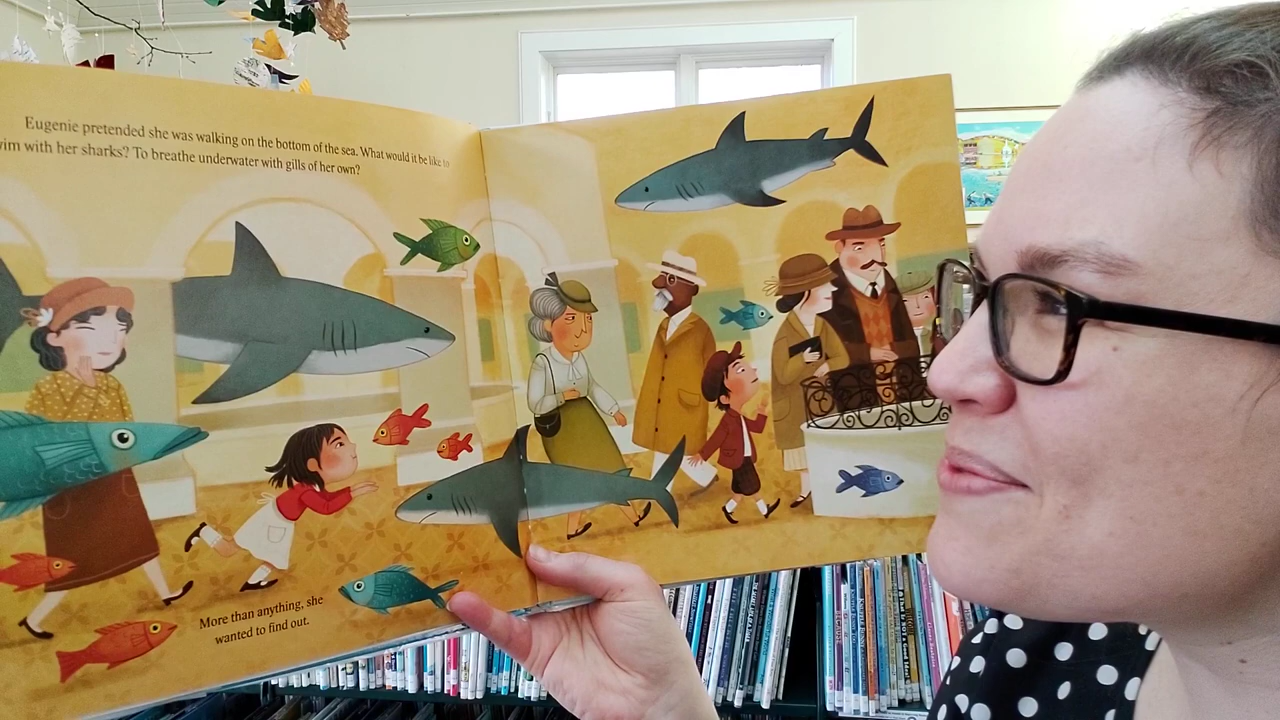 Eugenie pretended she was walking on the bottom of the sea. What would it be like to
wim with her sharks? To breathe underwater with gills of her own?
More than anything, she
wanted to find out.